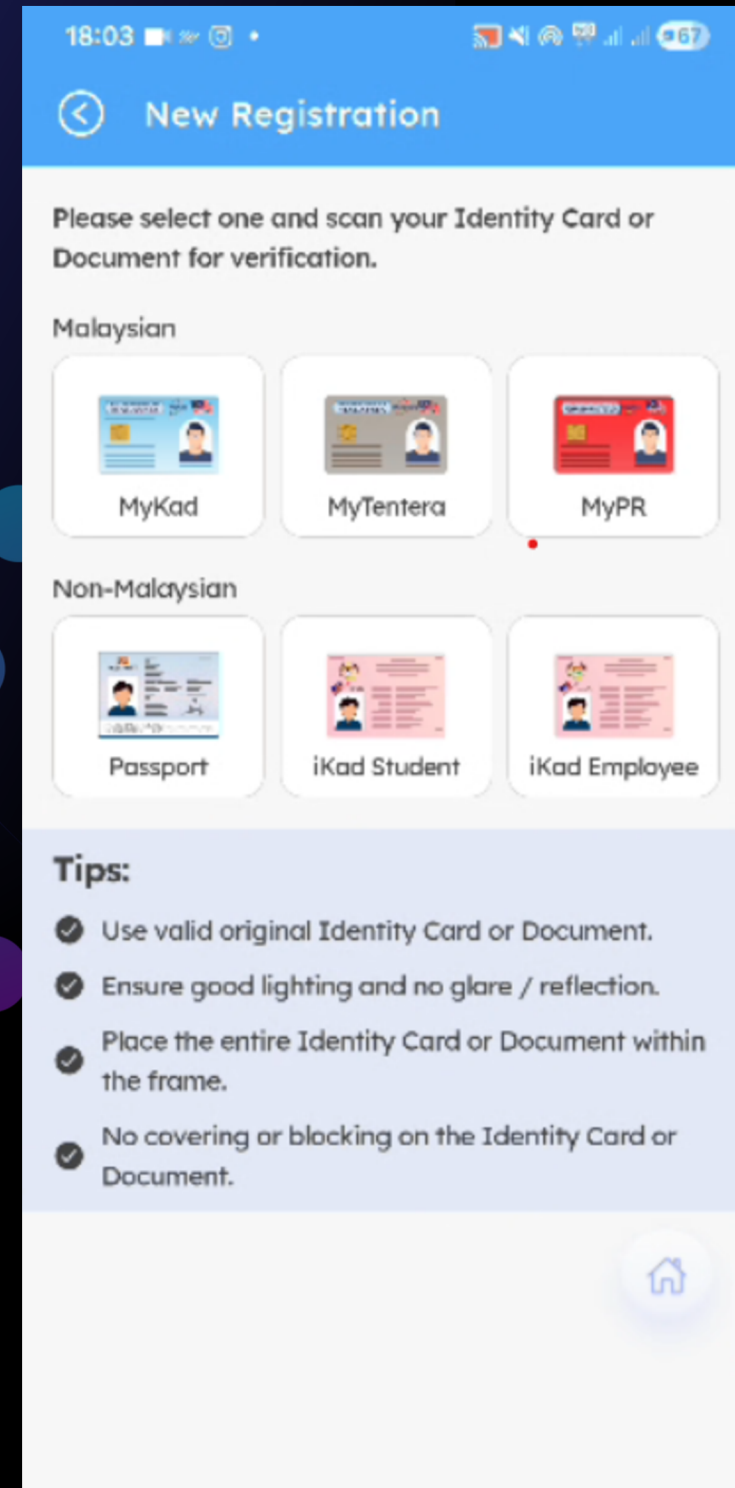 18:03
67
New Registration
Please select one and scan your Identity Card or
Document for verification.
Malaysian
MyKad
MyTentera
MyPR
Non-Malaysian
Passport
iKad Student
iKad Employee
Tips:
Use valid original Identity Card or Document.
Ensure good lighting and no glare / reflection.
Place the entire Identity Card or Document within
the frame.
No covering or blocking on the Identity Card or
Document.